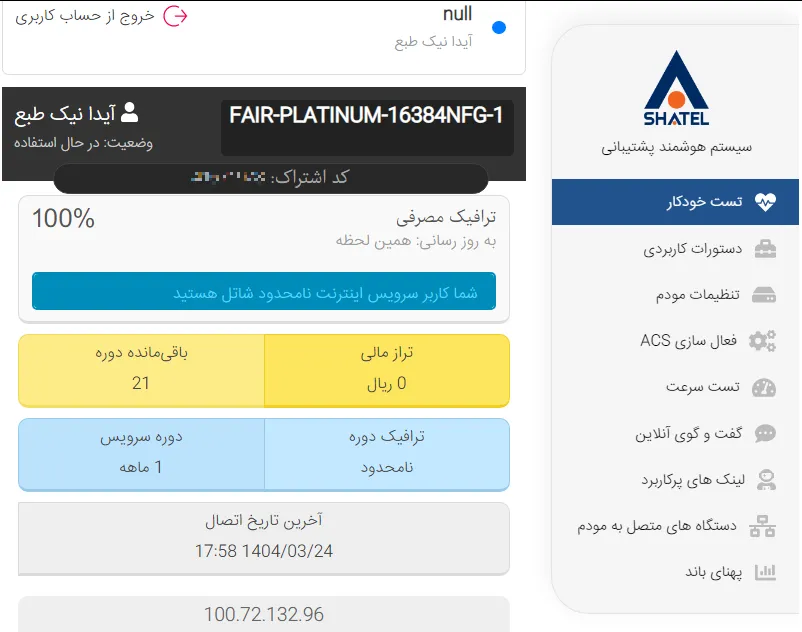 null
خروج از حساب کاربری
آیدا نیک طبع
آیدا نیک طبع
FAIR-PLATINUM-16384NFG-1
وضعیت: در حال استفاده
کد اشتراک:
ترافیک مصرفی
100%
به روز رسانی: همین لحظه
شما کاربر سرویس اینترنت نامحدود شاتل هستید
تراز مالی
0 ریال
باقی‌مانده دوره
21
ترافیک دوره
نامحدود
دوره سرویس
1 ماهه
آخرین تاریخ اتصال
17:58 1404/03/24
100.72.132.96
SHATEL
سیستم هوشمند پشتیبانی
تست خودکار
دستورات کاربردی
تنظیمات مودم
فعال سازی ACS
تست سرعت
گفت و گوی آنلاین
لینک های پرکاربرد
دستگاه های متصل به مودم
پهنای باند